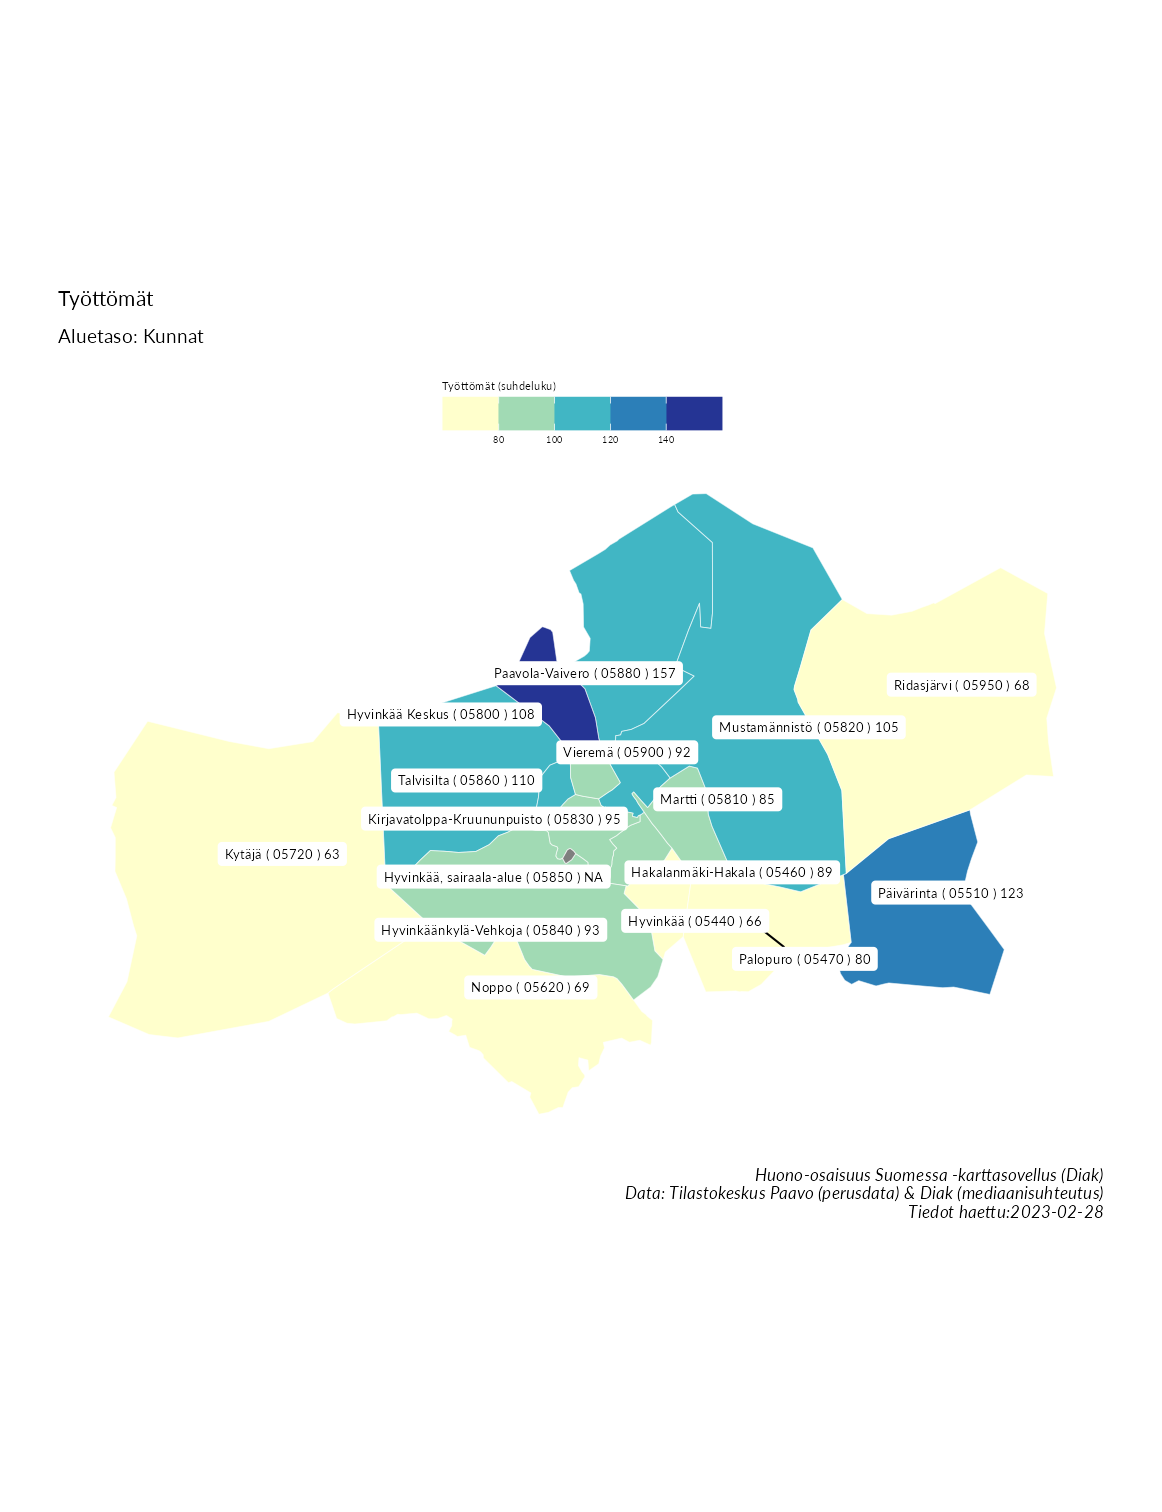 Työttömät
Aluetaso: Kunnat
Työttömät (suhdeluku)
80 100 120 140
Paavola-Vaivero ( 05880 ) 157
Ridasjärvi ( 05950 ) 68
Hyvinkää Keskus ( 05800 ) 108
Mustamännistö ( 05820 ) 105
Vieremä ( 05900 ) 92
Talvisilta ( 05860 ) 110
Martti ( 05810 ) 85
Kirjavatolppa-Kruununpuisto ( 05830 ) 95
Kytäjä ( 05720 ) 63
Hakalanmäki-Hakala ( 05460 ) 89
Hyvinkää, sairaala-alue ( 05850 ) NA
Päivärinta ( 05510 ) 123
Hyvinkää ( 05440 ) 66
Hyvinkäänkylä-Vehkoja ( 05840 ) 93
Palopuro ( 05470 ) 80
Noppo ( 05620 ) 69
Huono-osaisuus Suomessa -karttasovellus (Diak)
Data: Tilastokeskus Paavo (perusdata) & Diak (mediaanisuhteutus)
Tiedot haettu:2023-02-28